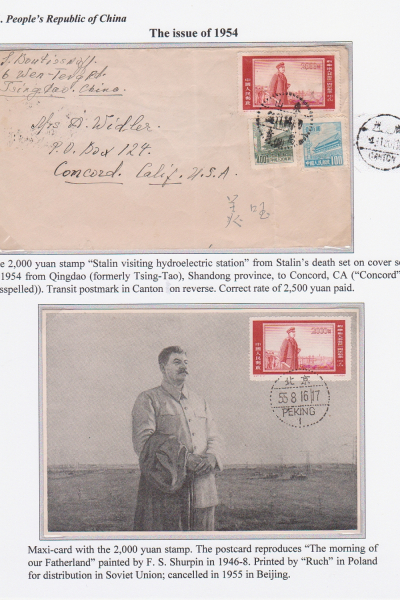 . People's Republic of China
The issue of 1954
6 Wen-
Tsingtao. China.
Mrs D. Widler.
P.O. Box 124.
Concord. Calif. U.S.A.
美
CANTON
e 2,000 yuan stamp “Stalin visiting hydroelectric station” from Stalin’s death set on cover se
1954 from Qingdao (formerly Tsing-Tao), Shandong province, to Concord, CA (“Concord”
sspelled)). Transit postmark in Canton on reverse. Correct rate of 2,500 yuan paid.
北京
55.8.16.17
PEKING
1
Maxi-card with the 2,000 yuan stamp. The postcard reproduces “The morning of
our Fatherland” painted by F. S. Shurpin in 1946-8. Printed by “Ruch” in Poland
for distribution in Soviet Union; cancelled in 1955 in Beijing.